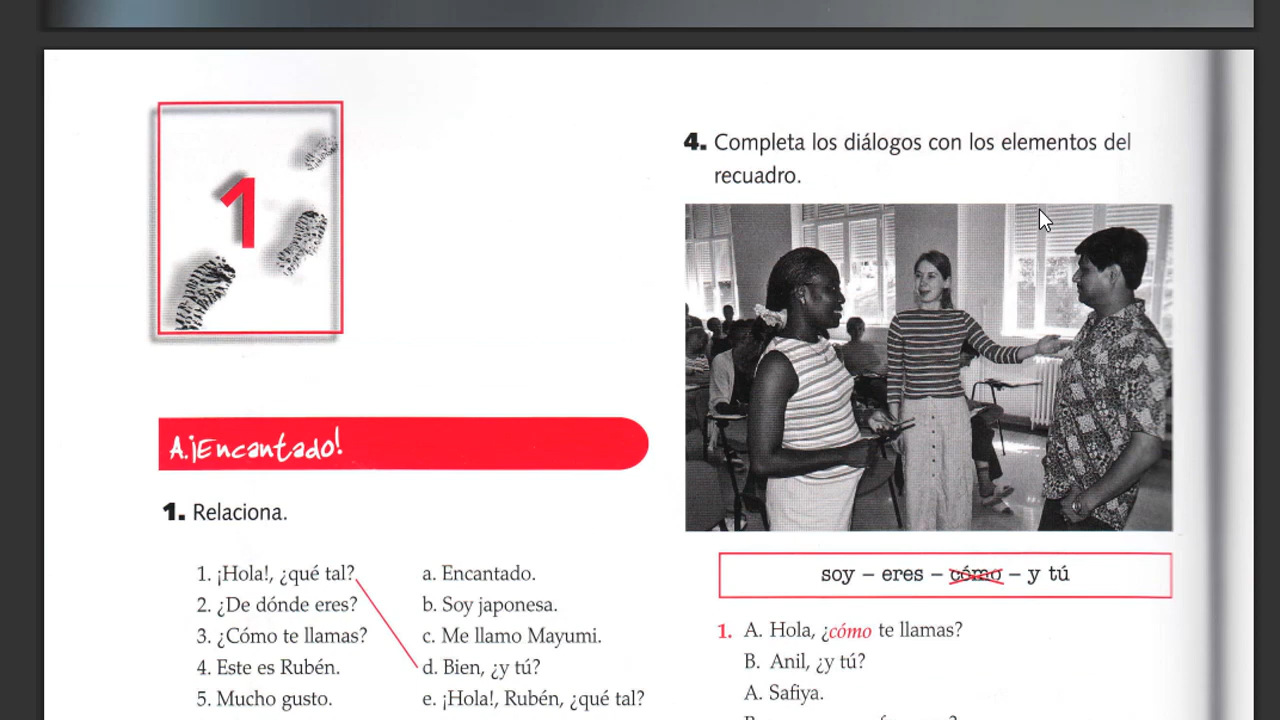 1
A.¡Encantado!
1. Relaciona.
1. ¡Hola!, ¿qué tal?
2. ¿De dónde eres?
3. ¿Cómo te llamas?
4. Este es Rubén.
5. Mucho gusto.
a. Encantado.
b. Soy japonesa.
c. Me llamo Mayumi.
d. Bien, ¿y tú?
e. ¡Hola!, Rubén, ¿qué tal?
4. Completa los diálogos con los elementos del
recuadro.
soy – eres – cómo – y tú
1. A. Hola, ¿cómo te llamas?
B. Anil, ¿y tú?
A. Safiya.